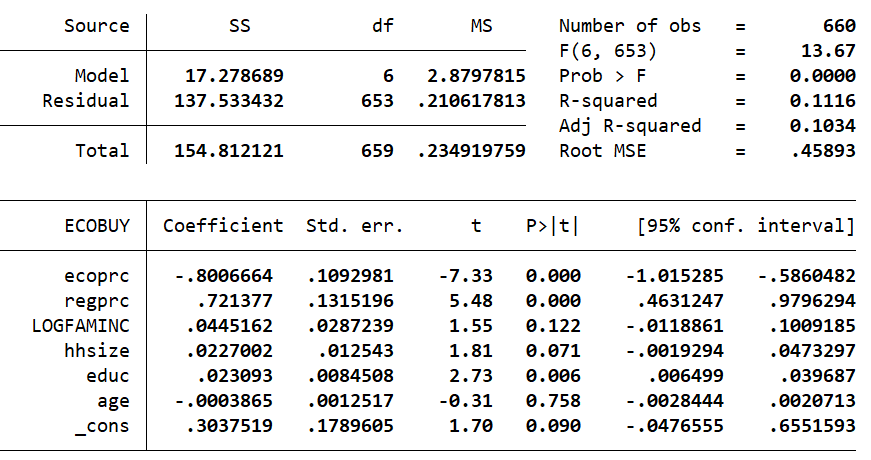 Source SS df MS Number of obs = 660
F(6, 653) = 13.67
Model 17.278689 6 2.8797815 Prob > F = 0.0000
Residual 137.533432 653 .210617813 R-squared = 0.1116
Adj R-squared = 0.1034
Total 154.812121 659 .234919759 Root MSE = .45893
ECOBUY Coefficient Std. err. t P>|t| [95% conf. interval]
ecoprc -.8006664 .1092981 -7.33 0.000 -1.015285 -.5860482
regprc .721377 .1315196 5.48 0.000 .4631247 .9796294
LOGFAMINC .0445162 .0287239 1.55 0.122 -.0118861 .1009185
hhsize .0227002 .012543 1.81 0.071 -.0019294 .0473297
educ .023093 .0084508 2.73 0.006 .006499 .039687
age -.0003865 .0012517 -0.31 0.758 -.0028444 .0020713
_cons .3037519 .1789605 1.70 0.090 -.0476555 .6551593